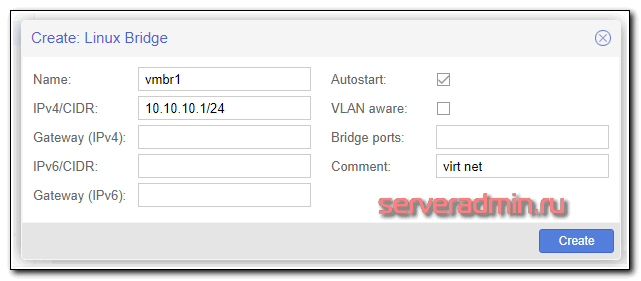 Create: Linux Bridge
Name: vmbr1 Autostart:
IPv4/CIDR: 10.10.10.1/24 VLAN aware:
Gateway (IPv4): Bridge ports:
IPv6/CIDR: Comment: virt net
Gateway (IPv6):
serveradmin.ru
Create